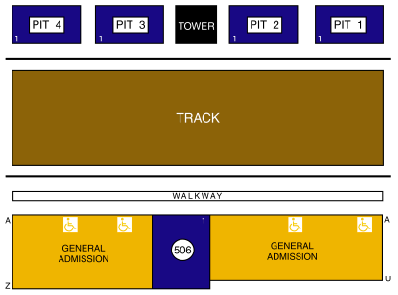 PIT 4 PIT 3 TOWER PIT 2 PIT 1
1 1 1 1
TRACK
WALKWAY
A 1 A
GENERAL ADMISSION 506 GENERAL ADMISSION
Z U